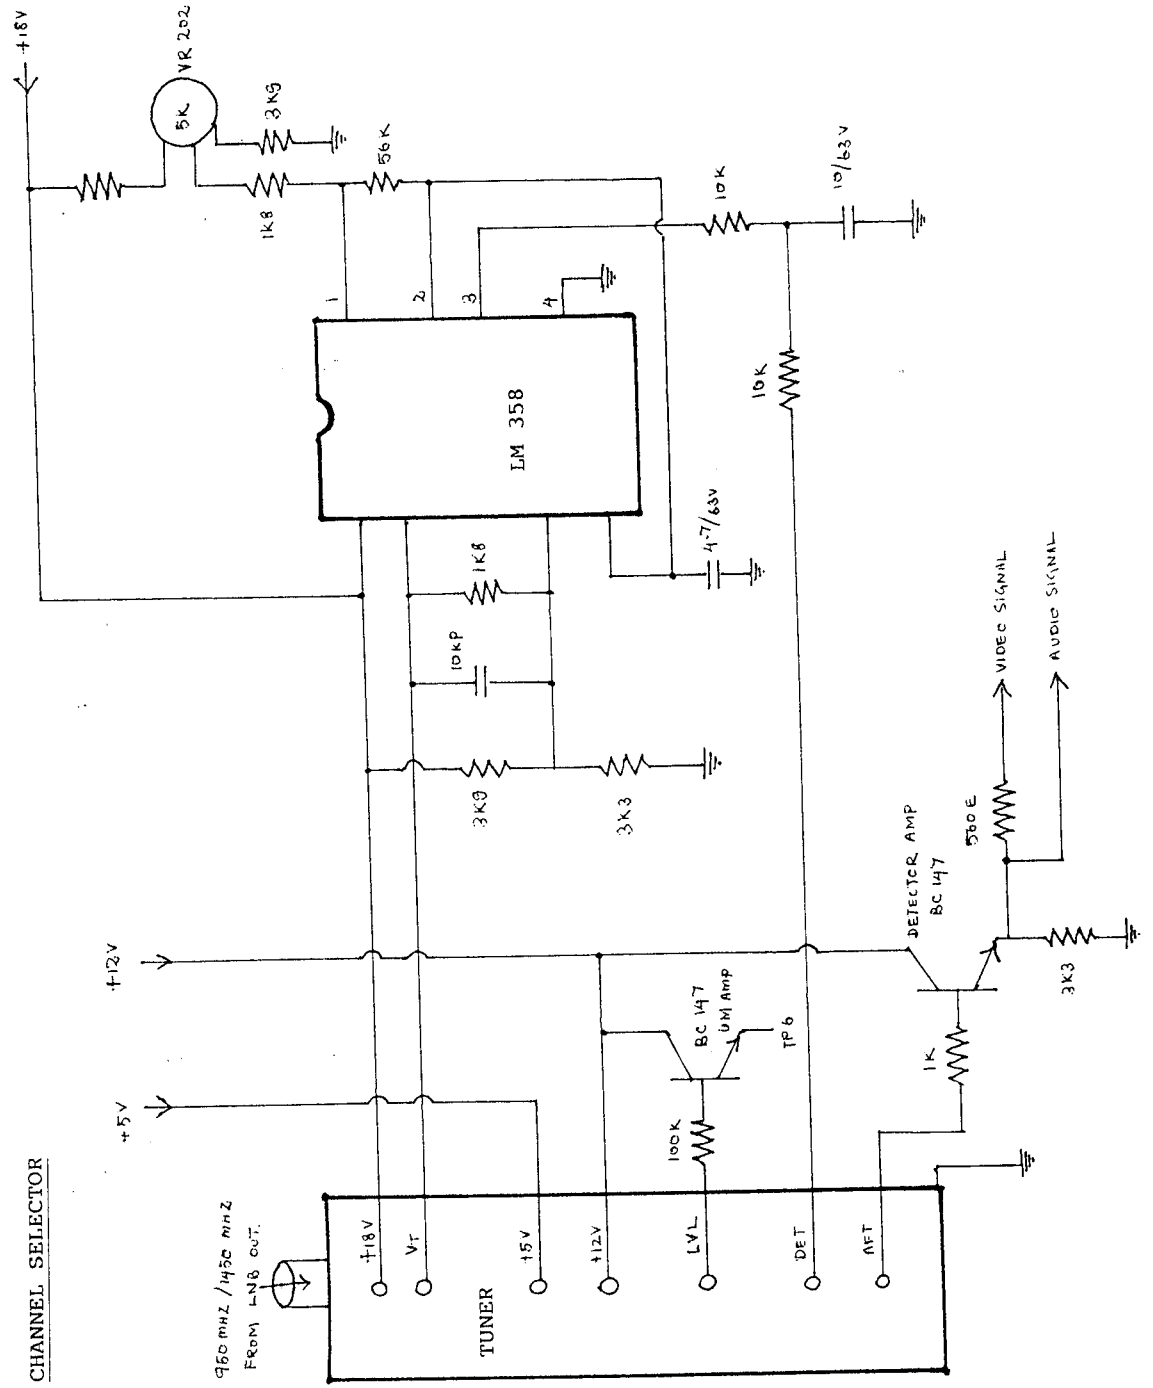 CHANNEL SELECTOR
+18V
VR 202
5K
3K9
1K8
56K
10K
10/63V
1
2
3
4
LM 358
10K
1K8
4.7/63V
10KP
3K9
3K3
+12V
+5V
DETECTOR AMP
BC 147
560E
VIDEO SIGNAL
AUDIO SIGNAL
3K3
1K
BC 147
UM AMP
TP6
100K
950 MHZ / 1450 MHZ
FROM LNB OUT.
+18V
VT
+5V
+12V
LVL
DET
AFT
TUNER